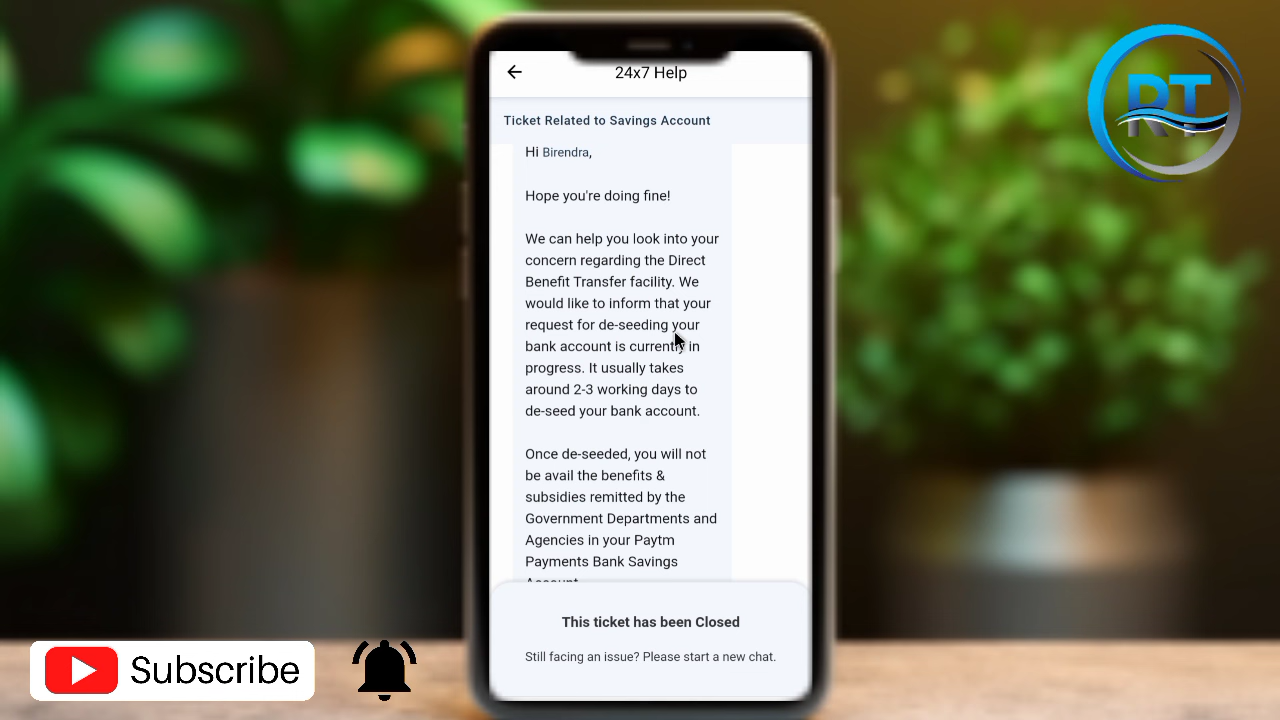 24x7 Help
RT
Ticket Related to Savings Account
Hi Birendra,
Hope you're doing fine!
We can help you look into your
concern regarding the Direct
Benefit Transfer facility. We
would like to inform that your
request for de-seeding your
bank account is currently in
progress. It usually takes
around 2-3 working days to
de-seed your bank account.
Once de-seeded, you will not
be avail the benefits &
subsidies remitted by the
Government Departments and
Agencies in your Paytm
Payments Bank Savings
Account
This ticket has been Closed
Still facing an issue? Please start a new chat.
Subscribe